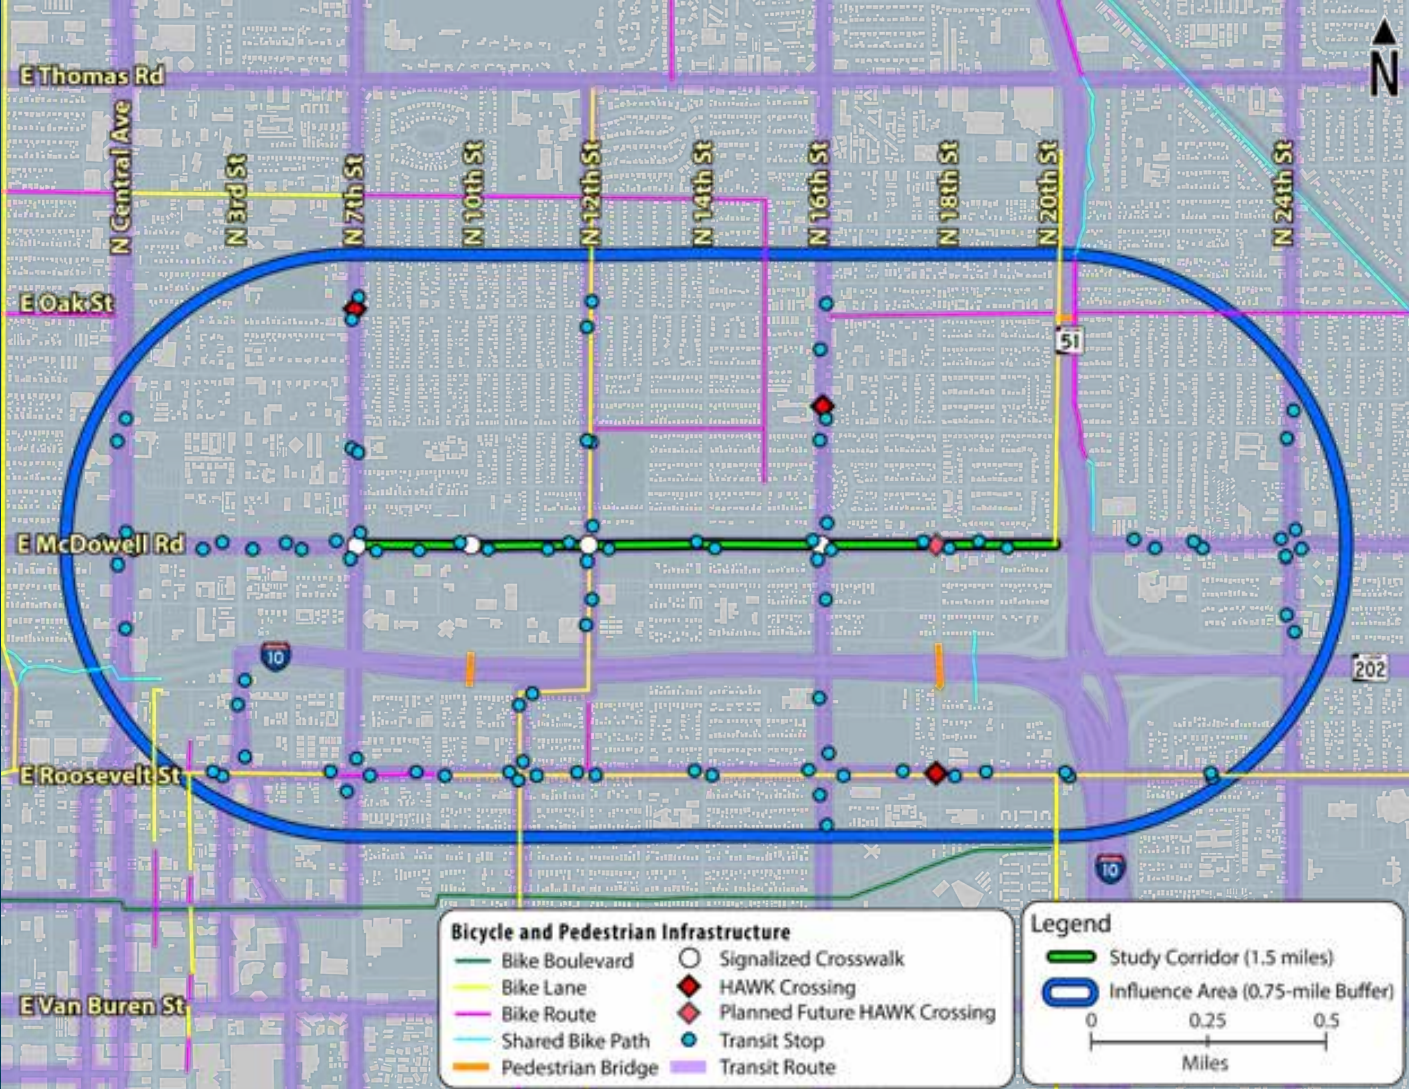 N
E Thomas Rd
N Central Ave
N 3rd St
N 7th St
N 10th St
N 12th St
N 14th St
N 16th St
N 18th St
N 20th St
N 24th St
E Oak St
51
E McDowell Rd
10
202
E Roosevelt St
10
E Van Buren St
Bicycle and Pedestrian Infrastructure
Bike Boulevard
Bike Lane
Bike Route
Shared Bike Path
Pedestrian Bridge
Signalized Crosswalk
HAWK Crossing
Planned Future HAWK Crossing
Transit Stop
Transit Route
Legend
Study Corridor (1.5 miles)
Influence Area (0.75-mile Buffer)
0 0.25 0.5
Miles